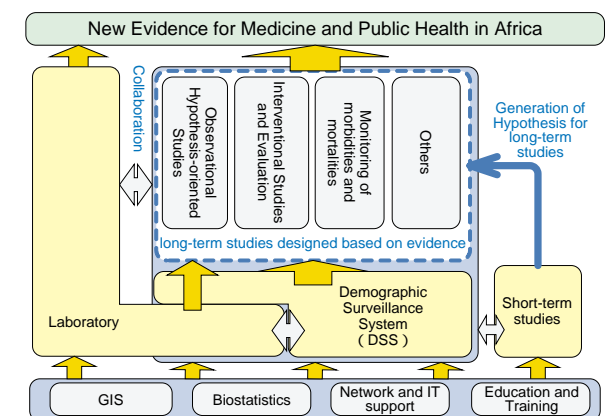 New Evidence for Medicine and Public Health in Africa
Collaboration
Observational
Hypothesis-oriented
Studies
Interventional Studies
and Evaluation
Monitoring of
morbidities and
mortalities
Others
long-term studies designed based on evidence
Generation of
Hypothesis for
long-term
studies
Laboratory
Demographic
Surveillance
System
( DSS )
Short-term
studies
GIS
Biostatistics
Network and IT
support
Education and
Training